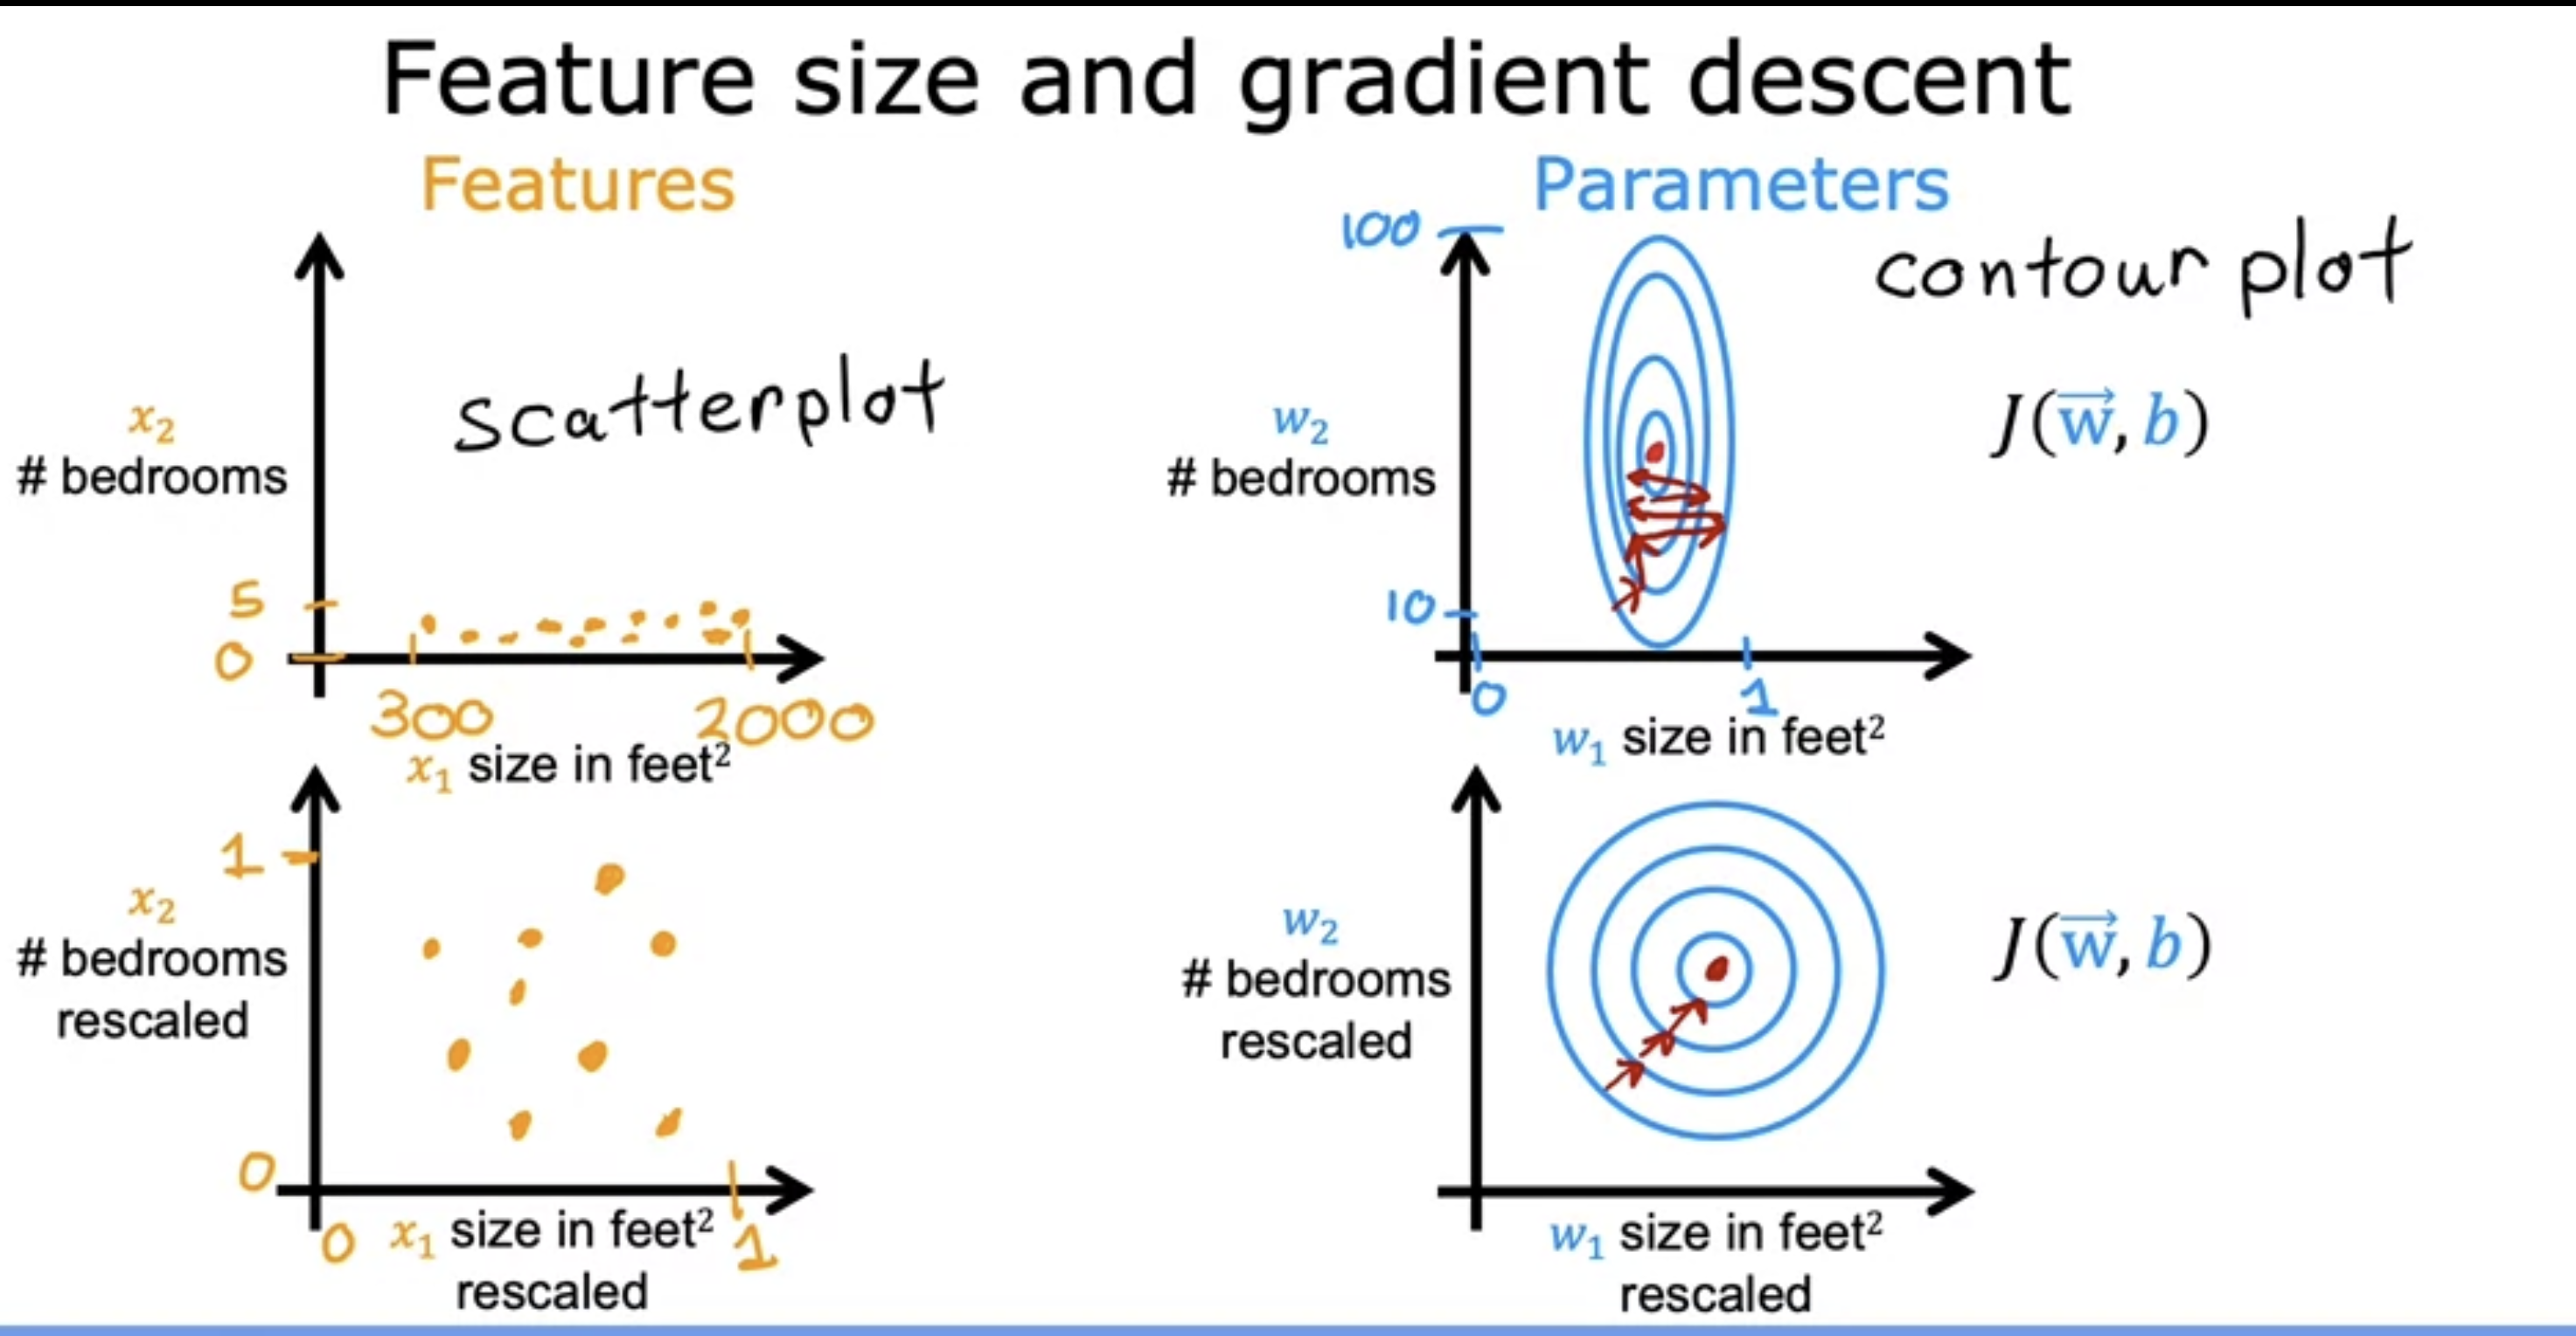 Feature size and gradient descent
Features
Parameters
scatterplot
x₂
# bedrooms
5
0
300
2000
x₁ size in feet²
100
contour plot
w₂
# bedrooms
J(w⃗, b)
10
0
1
w₁ size in feet²
1
x₂
# bedrooms
rescaled
0
0
x₁ size in feet²
1
rescaled
w₂
# bedrooms
rescaled
J(w⃗, b)
w₁ size in feet²
rescaled